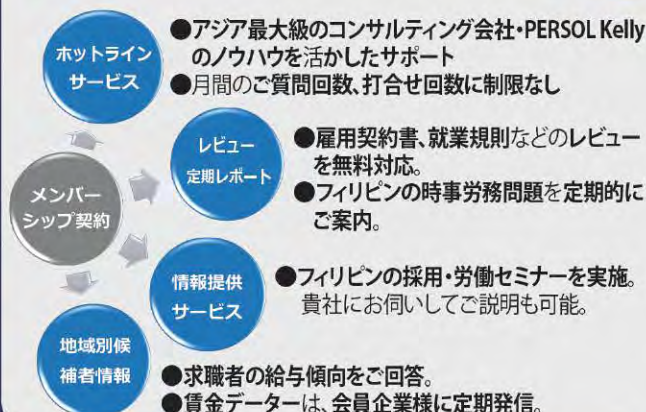 ホットライン
サービス
●アジア最大級のコンサルティング会社・PERSOL Kelly
のノウハウを活かしたサポート
●月間のご質問回数、打合せ回数に制限なし
レビュー
定期レポート
●雇用契約書、就業規則などのレビュー
を無料対応。
●フィリピンの時事労務問題を定期的に
ご案内。
メンバー
シップ契約
情報提供
サービス
●フィリピンの採用・労働セミナーを実施。
貴社にお伺いしてご説明も可能。
地域別候
補者情報
●求職者の給与傾向をご回答。
●賃金データーは、会員企業様に定期発信。